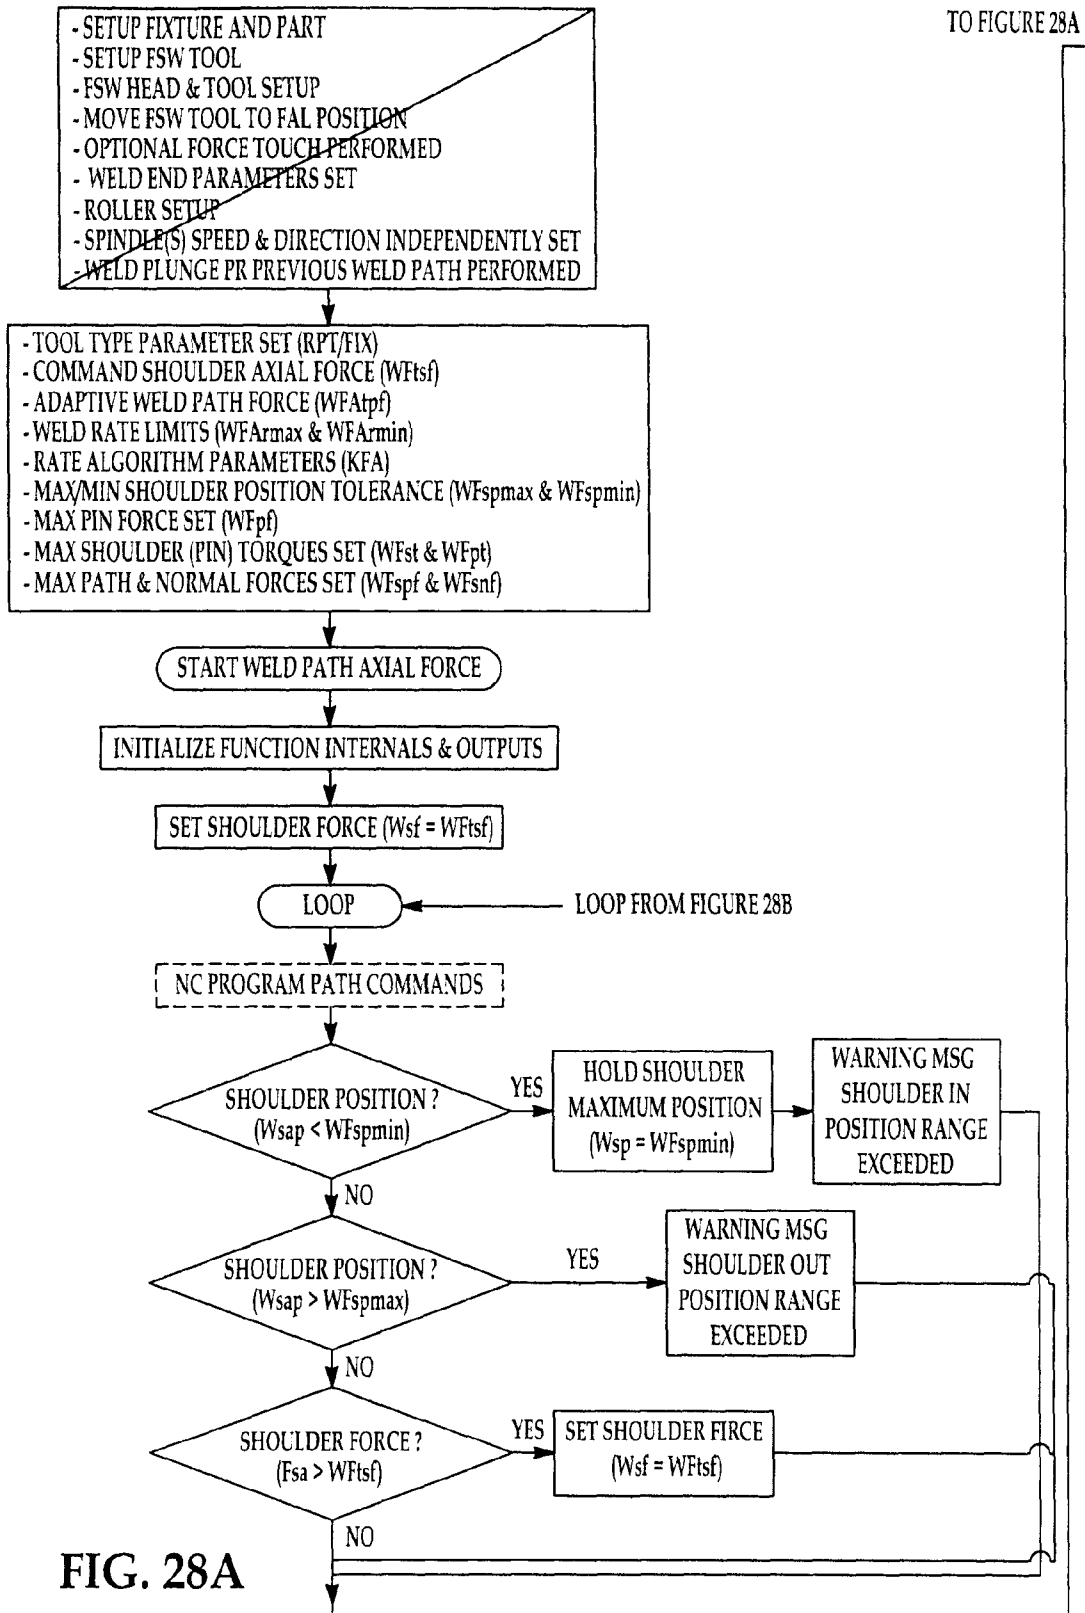 TO FIGURE 28A
- SETUP FIXTURE AND PART
- SETUP FSW TOOL
- FSW HEAD & TOOL SETUP
- MOVE FSW TOOL TO FAL POSITION
- OPTIONAL FORCE TOUCH PERFORMED
- WELD END PARAMETERS SET
- ROLLER SETUP
- SPINDLE(S) SPEED & DIRECTION INDEPENDENTLY SET
- WELD PLUNGE PR PREVIOUS WELD PATH PERFORMED
- TOOL TYPE PARAMETER SET (RPT/FIX)
- COMMAND SHOULDER AXIAL FORCE (WFtsf)
- ADAPTIVE WELD PATH FORCE (WFAtpf)
- WELD RATE LIMITS (WFArmax & WFArmin)
- RATE ALGORITHM PARAMETERS (KFA)
- MAX/MIN SHOULDER POSITION TOLERANCE (WFspmax & WFspmin)
- MAX PIN FORCE SET (WFpf)
- MAX SHOULDER (PIN) TORQUES SET (WFst & WFpt)
- MAX PATH & NORMAL FORCES SET (WFspf & WFsnf)
START WELD PATH AXIAL FORCE
INITIALIZE FUNCTION INTERNALS & OUTPUTS
SET SHOULDER FORCE (Wsf = WFtsf)
LOOP
LOOP FROM FIGURE 28B
NC PROGRAM PATH COMMANDS
SHOULDER POSITION ?
(Wsap < WFspmin)
YES
HOLD SHOULDER
MAXIMUM POSITION
(Wsp = WFspmin)
WARNING MSG
SHOULDER IN
POSITION RANGE
EXCEEDED
NO
SHOULDER POSITION ?
(Wsap > WFspmax)
YES
WARNING MSG
SHOULDER OUT
POSITION RANGE
EXCEEDED
NO
SHOULDER FORCE ?
(Fsa > WFtsf)
YES
SET SHOULDER FIRCE
(Wsf = WFtsf)
NO
FIG. 28A